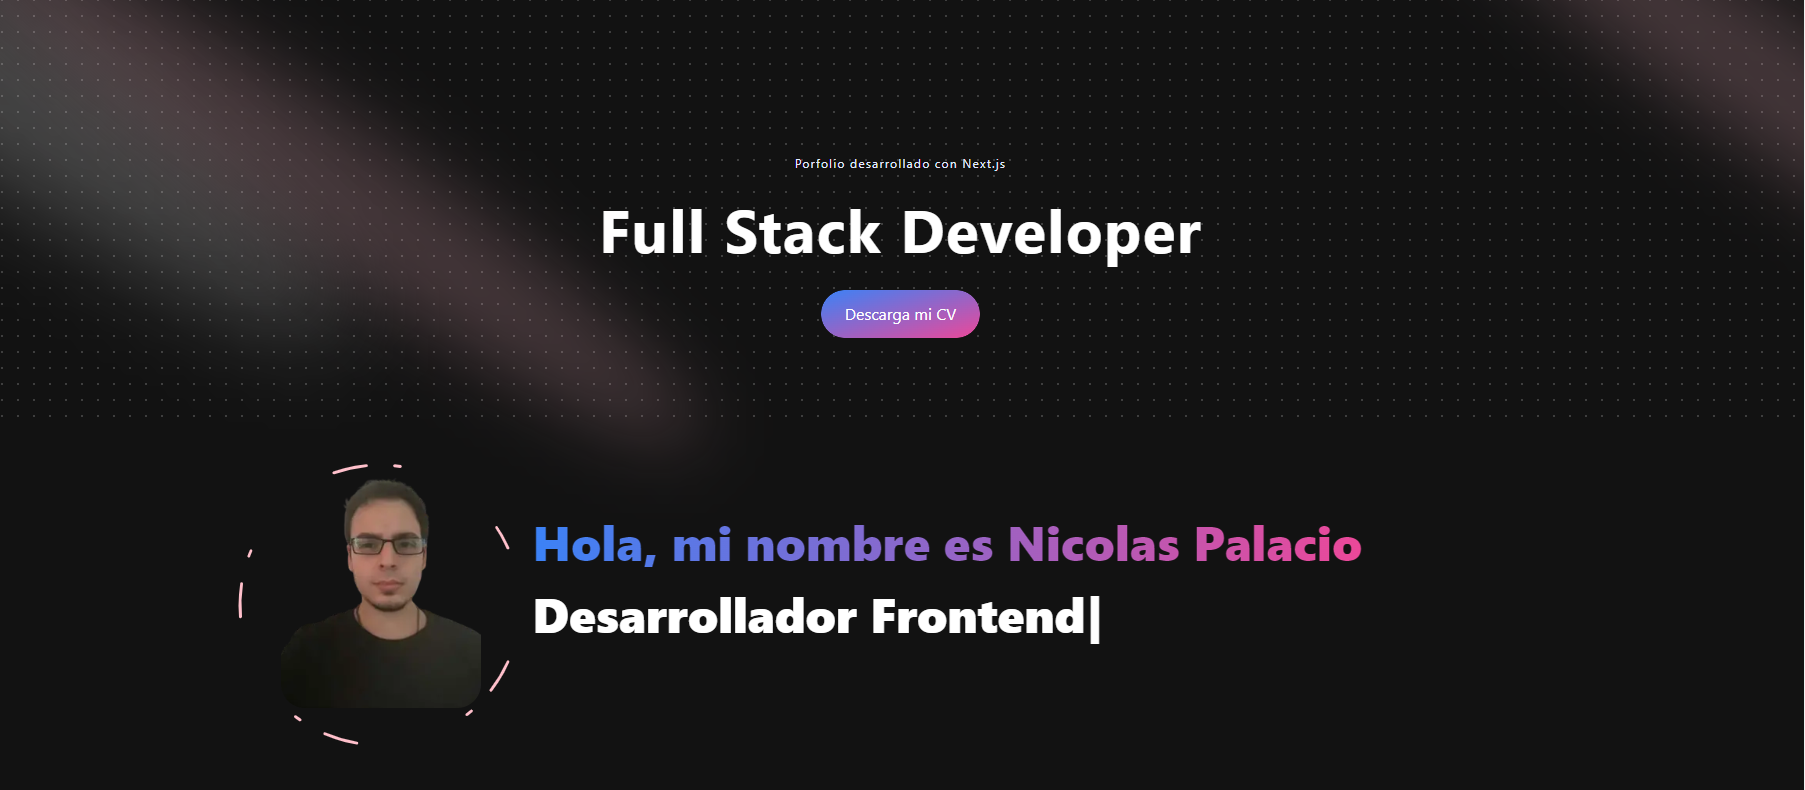 Porfolio desarrollado con Next.js
Full Stack Developer
Descarga mi CV
Hola, mi nombre es Nicolas Palacio
Desarrollador Frontend|